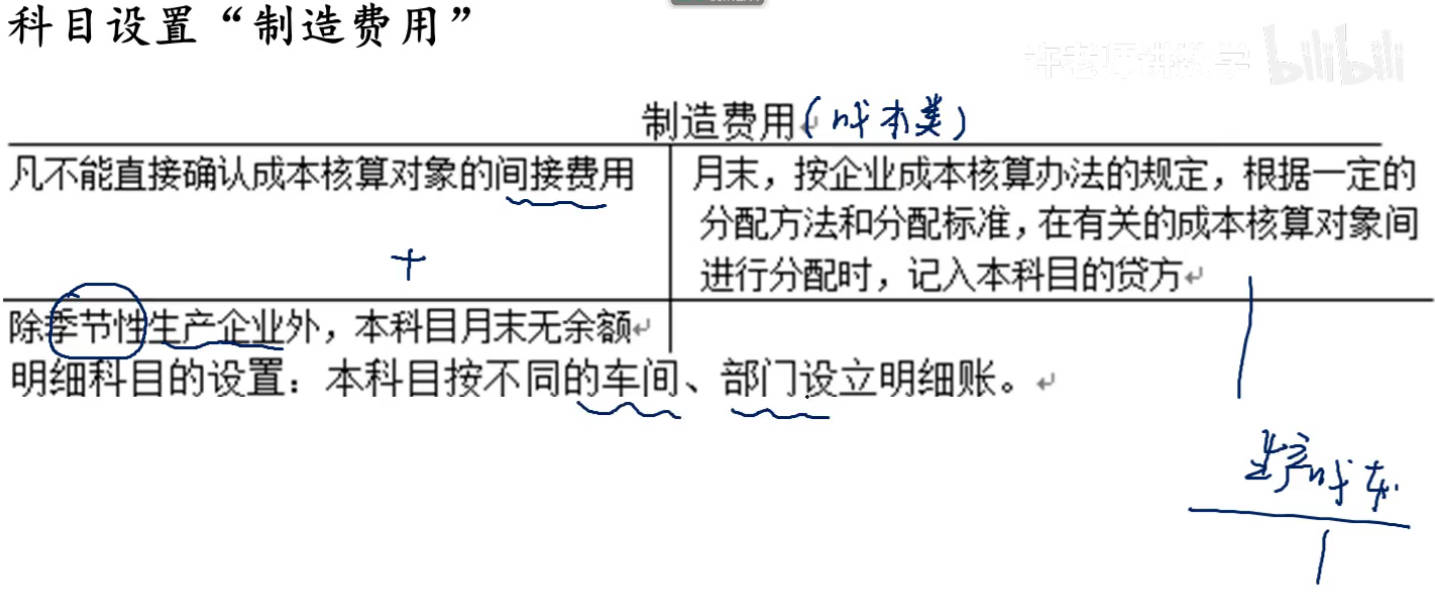 科目设置“制造费用”
bilibili
制造费用(成本类)
凡不能直接确认成本核算对象的间接费用
+
月末，按企业成本核算办法的规定，根据一定的
分配方法和分配标准，在有关的成本核算对象间
进行分配时，记入本科目的贷方
除季节性生产企业外，本科目月末无余额
明细科目的设置：本科目按不同的车间、部门设立明细账。
生产成本